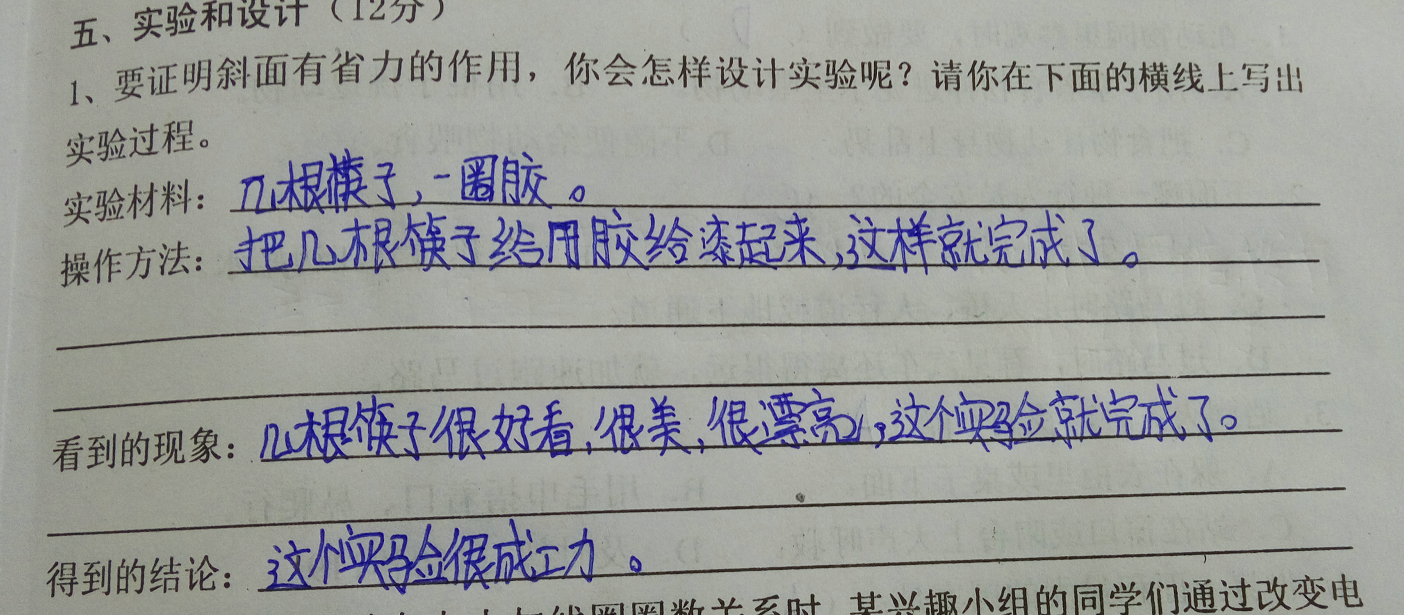 五、实验和设计（12分）
1、要证明斜面有省力的作用，你会怎样设计实验呢？请你在下面的横线上写出
实验过程。
实验材料：几根筷子，一圈胶。
操作方法：把几根筷子给用胶给漆起来，这样就完成了。
看到的现象：几根筷子很好看，很美，很漂亮，这个实验就完成了。
得到的结论：这个实验很成工力。
线圈圈数关系时，某兴趣小组的同学们通过改变电